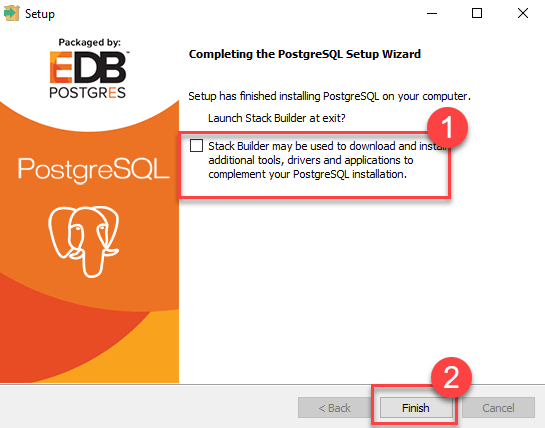 Setup
Packaged by:
EDB
POSTGRES
PostgreSQL
Completing the PostgreSQL Setup Wizard
Setup has finished installing PostgreSQL on your computer.
Launch Stack Builder at exit?
1
Stack Builder may be used to download and install
additional tools, drivers and applications to
complement your PostgreSQL installation.
2
< Back
Finish
Cancel